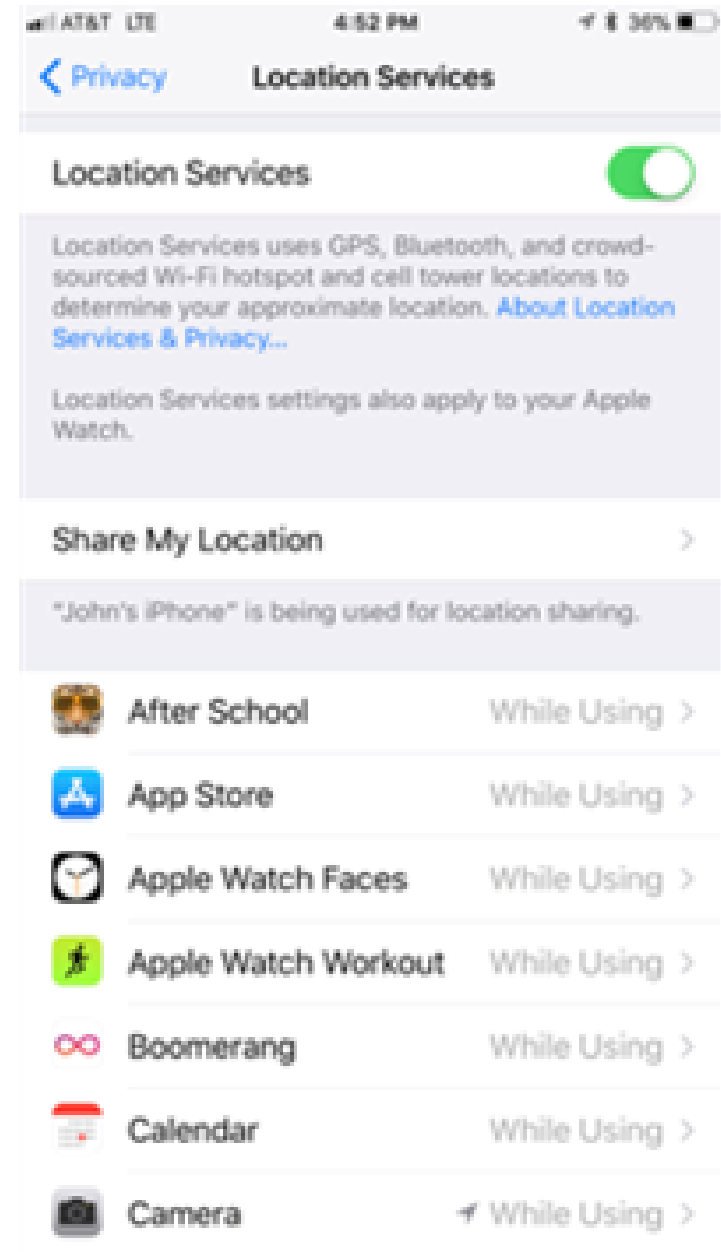 AT&T LTE 4:52 PM 36%
Privacy Location Services
Location Services
Location Services uses GPS, Bluetooth, and crowd-
sourced Wi-Fi hotspot and cell tower locations to
determine your approximate location. About Location
Services & Privacy...
Location Services settings also apply to your Apple
Watch.
Share My Location
"John's iPhone" is being used for location sharing.
After School While Using
App Store While Using
Apple Watch Faces While Using
Apple Watch Workout While Using
Boomerang While Using
Calendar While Using
Camera While Using